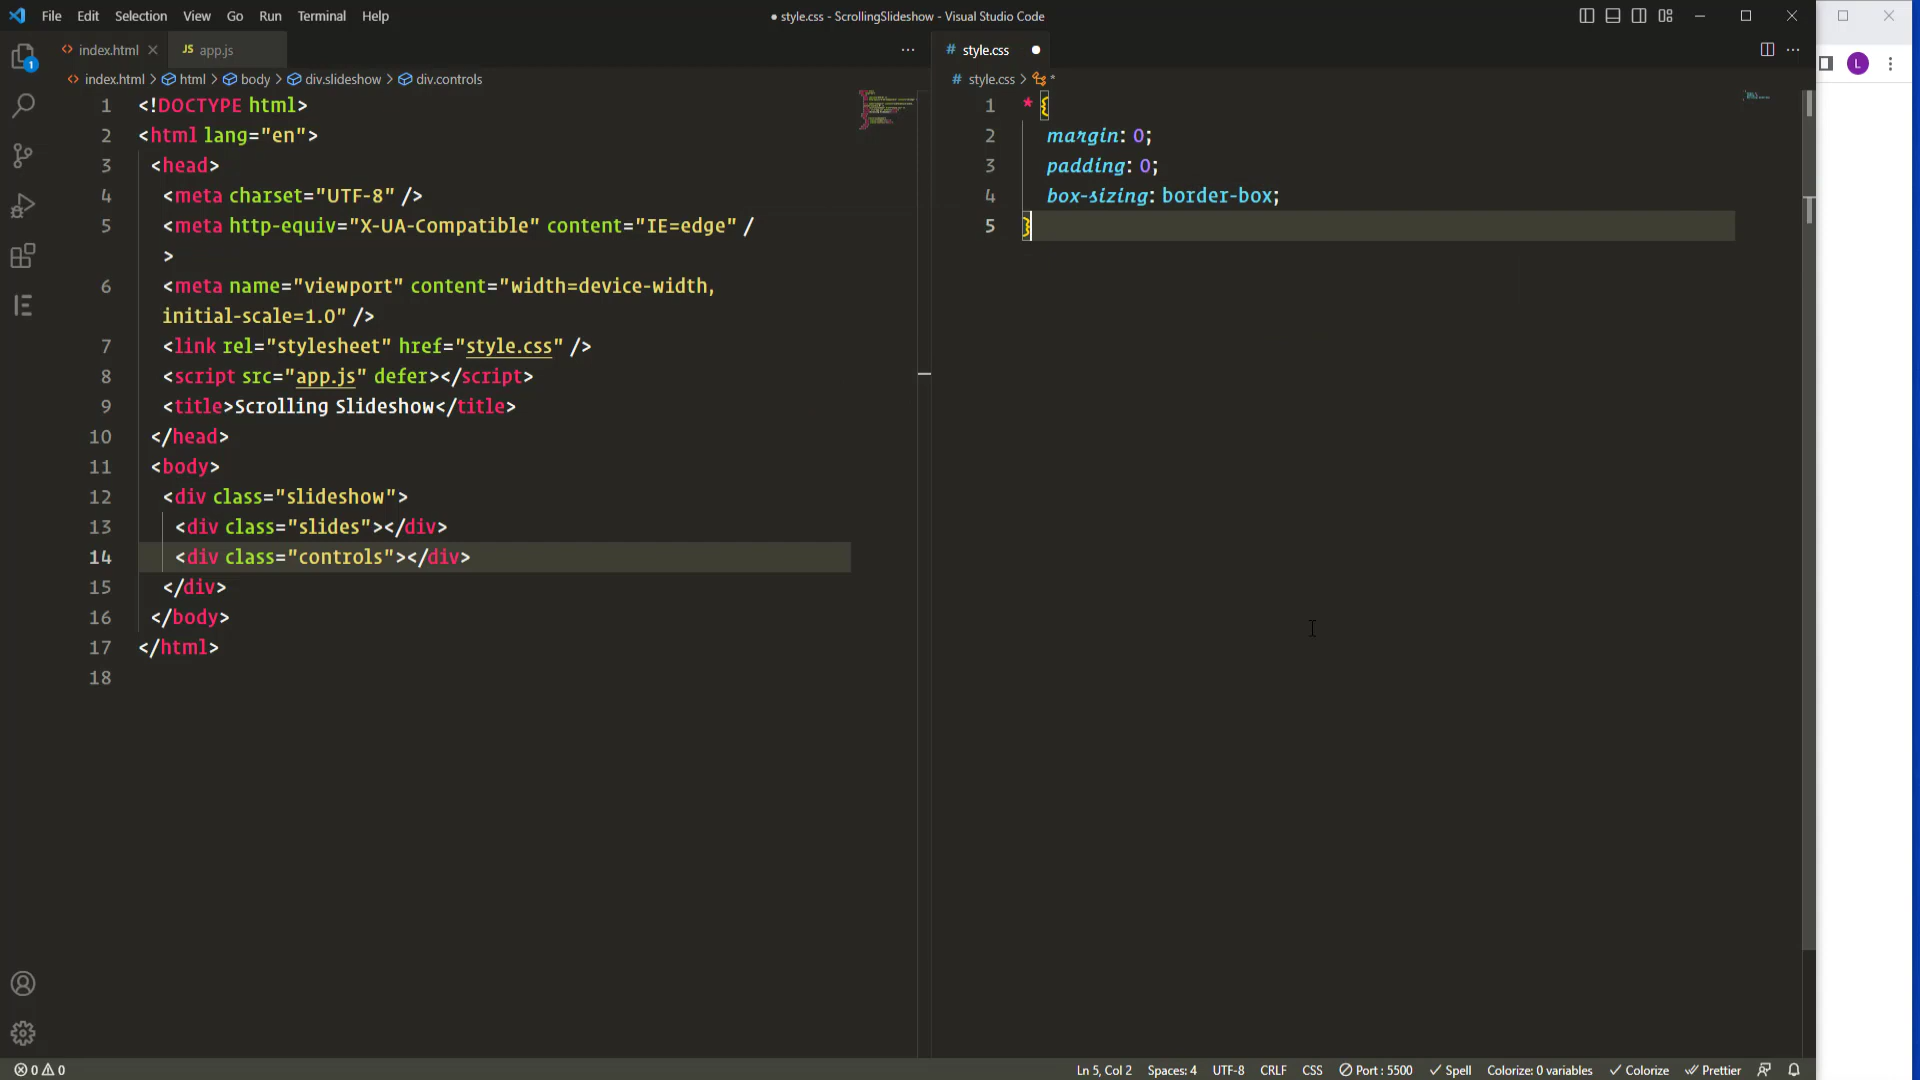 File Edit Selection View Go Run Terminal Help
● style.css - ScrollingSlideshow - Visual Studio Code
index.html
JS app.js
# style.css
L
1
index.html > html > body > div.slideshow > div.controls
# style.css > *
1 <!DOCTYPE html>
2 <html lang="en">
3 <head>
4 <meta charset="UTF-8" />
5 <meta http-equiv="X-UA-Compatible" content="IE=edge" /
>
6 <meta name="viewport" content="width=device-width,
initial-scale=1.0" />
7 <link rel="stylesheet" href="style.css" />
8 <script src="app.js" defer></script>
9 <title>Scrolling Slideshow</title>
10 </head>
11 <body>
12 <div class="slideshow">
13 <div class="slides"></div>
14 <div class="controls"></div>
15 </div>
16 </body>
17 </html>
18
1 * {
2 margin: 0;
3 padding: 0;
4 box-sizing: border-box;
5 }
0 0
Ln 5, Col 2 Spaces: 4 UTF-8 CRLF CSS Port : 5500 Spell Colorize: 0 variables Colorize Prettier